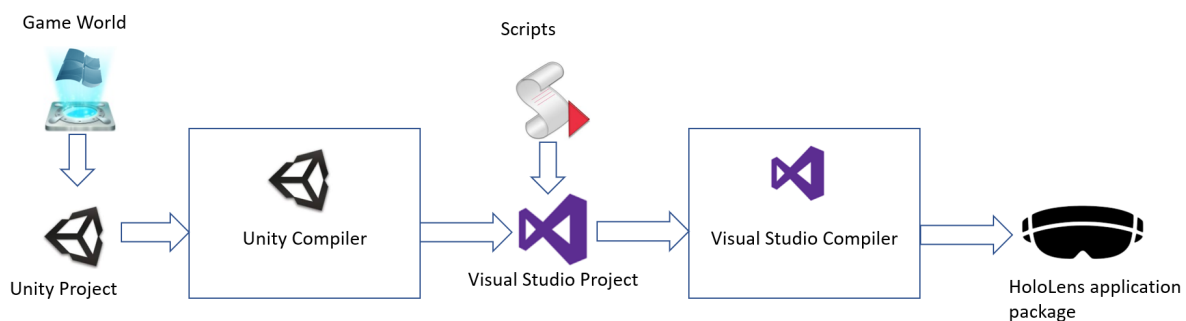 Game World
Scripts
Unity Compiler
Visual Studio Compiler
Unity Project
Visual Studio Project
HoloLens application
package